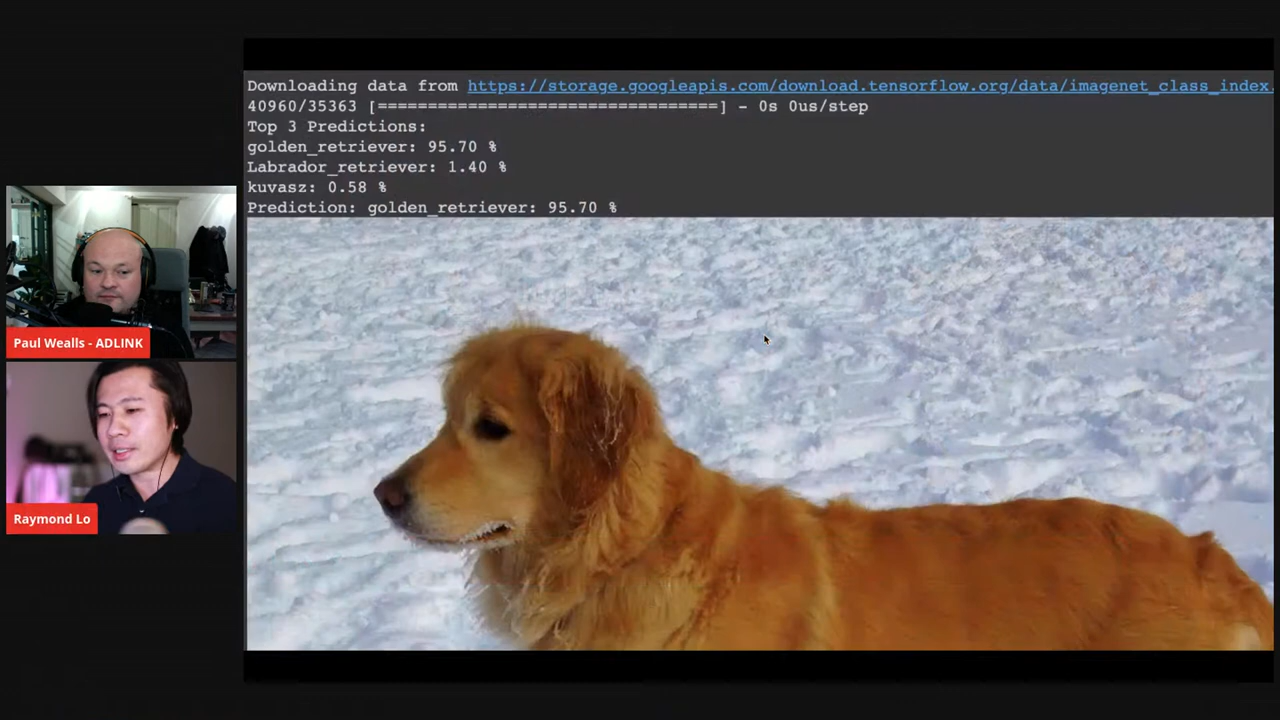 Downloading data from https://storage.googleapis.com/download.tensorflow.org/data/imagenet_class_index.
40960/35363 [==================================] - 0s 0us/step
Top 3 Predictions:
golden_retriever: 95.70 %
Labrador_retriever: 1.40 %
kuvasz: 0.58 %
Prediction: golden_retriever: 95.70 %
Paul Wealls - ADLINK
Raymond Lo